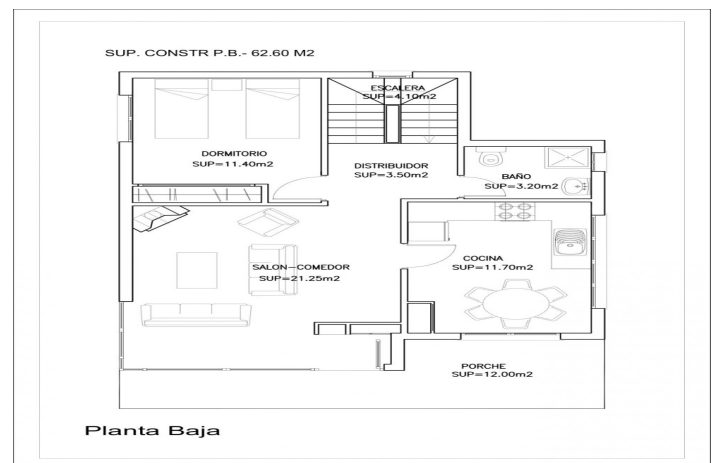 SUP. CONSTR P.B.- 62.60 M2
ESCALERA
SUP=4.10m2
DORMITORIO
SUP=11.40m2
DISTRIBUIDOR
SUP=3.50m2
BAÑO
SUP=3.20m2
SALON-COMEDOR
SUP=21.25m2
COCINA
SUP=11.70m2
PORCHE
SUP=12.00m2
Planta Baja